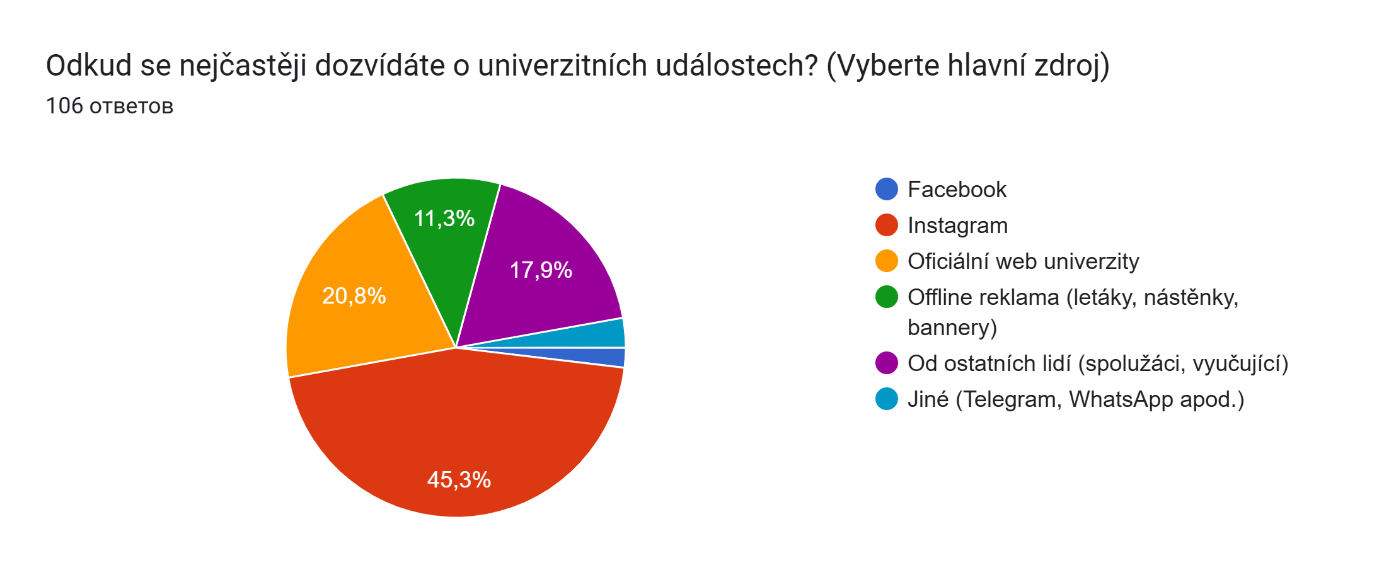 Odkud se nejčastěji dozvídáte o univerzitních událostech? (Vyberte hlavní zdroj)
106 ответов
11,3%
17,9%
20,8%
45,3%
Facebook
Instagram
Oficiální web univerzity
Offline reklama (letáky, nástěnky,
bannery)
Od ostatních lidí (spolužáci, vyučující)
Jiné (Telegram, WhatsApp apod.)